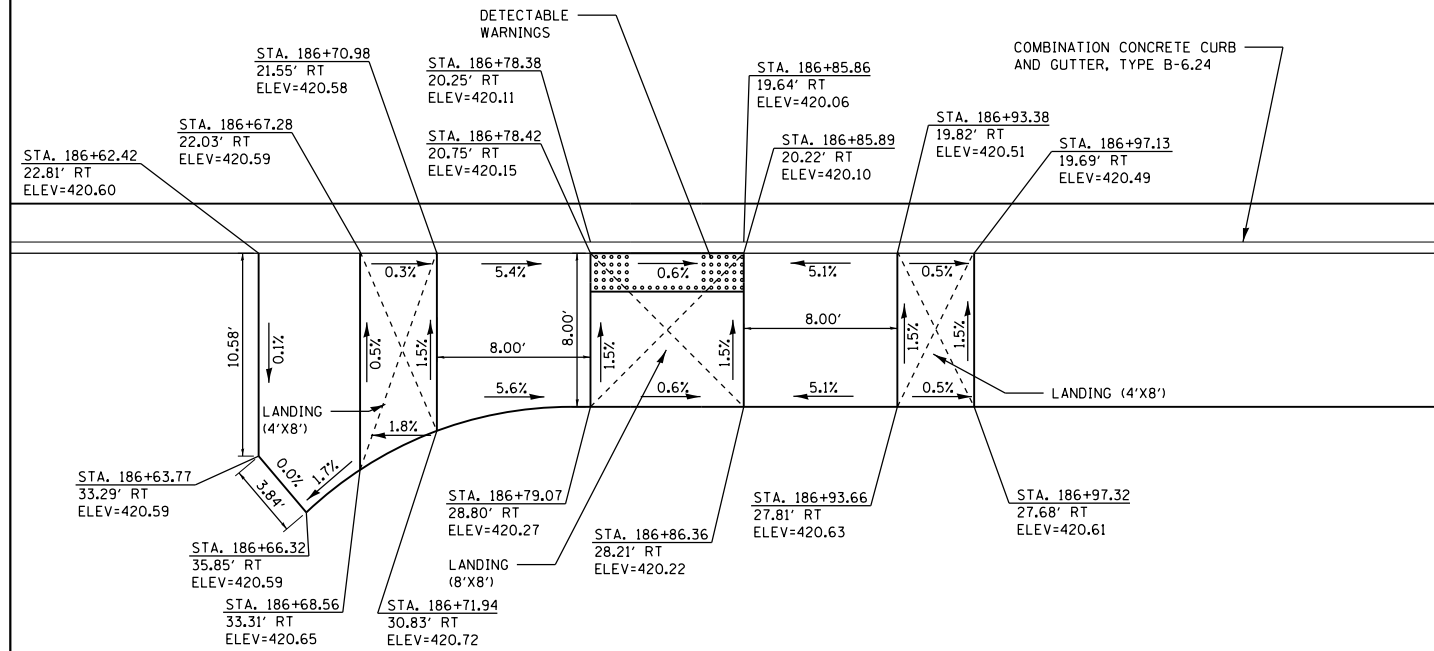 DETECTABLE
WARNINGS
STA. 186+70.98
21.55' RT
ELEV=420.58
STA. 186+78.38
20.25' RT
ELEV=420.11
STA. 186+85.86
19.64' RT
ELEV=420.06
COMBINATION CONCRETE CURB
AND GUTTER, TYPE B-6.24
STA. 186+67.28
22.03' RT
ELEV=420.59
STA. 186+78.42
20.75' RT
ELEV=420.15
STA. 186+85.89
20.22' RT
ELEV=420.10
STA. 186+93.38
19.82' RT
ELEV=420.51
STA. 186+97.13
19.69' RT
ELEV=420.49
STA. 186+62.42
22.81' RT
ELEV=420.60
0.3%
5.4%
0.6%
5.1%
0.5%
10.58'
0.1%
0.5%
1.5%
8.00'
8.00'
1.5%
1.5%
8.00'
1.5%
1.5%
LANDING
(4'X8')
1.8%
5.6%
0.6%
5.1%
0.5%
LANDING (4'X8')
0.0%
1.7%
3.84'
STA. 186+63.77
33.29' RT
ELEV=420.59
STA. 186+79.07
28.80' RT
ELEV=420.27
STA. 186+86.36
28.21' RT
ELEV=420.22
STA. 186+93.66
27.81' RT
ELEV=420.63
STA. 186+97.32
27.68' RT
ELEV=420.61
STA. 186+66.32
35.85' RT
ELEV=420.59
LANDING
(8'X8')
STA. 186+68.56
33.31' RT
ELEV=420.65
STA. 186+71.94
30.83' RT
ELEV=420.72